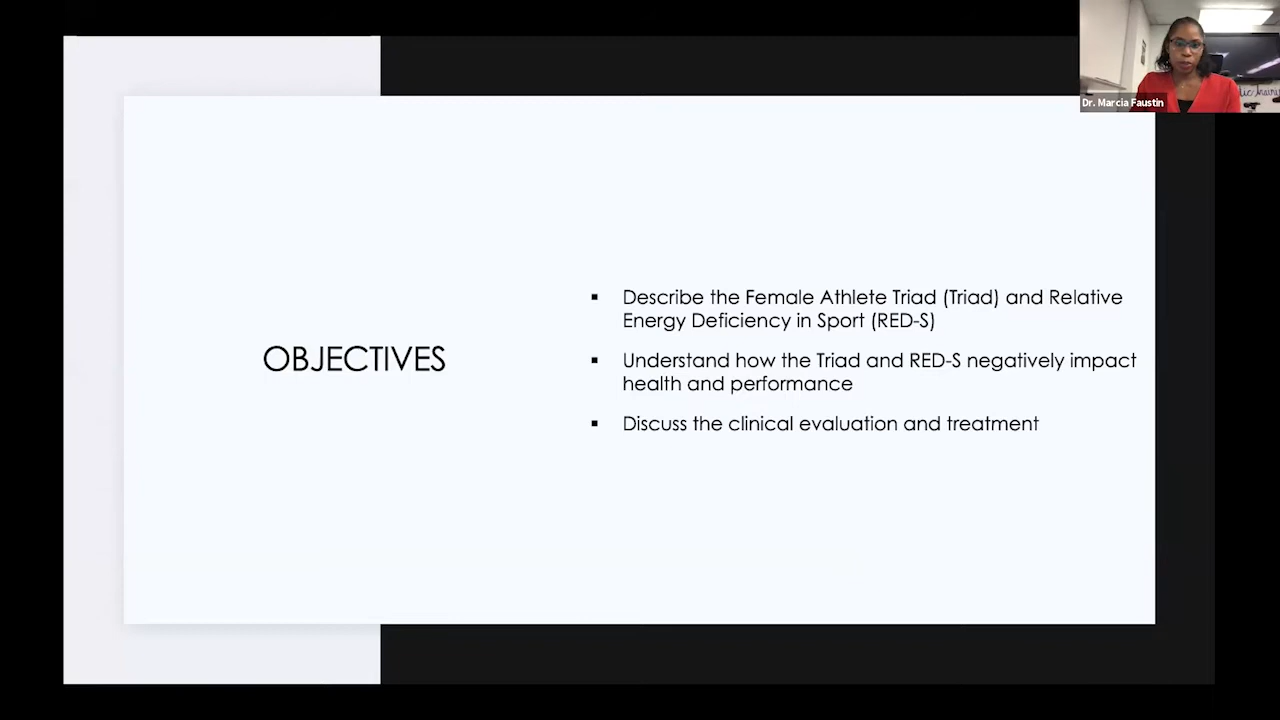 Dr. Marcia Faustin
OBJECTIVES
▪ Describe the Female Athlete Triad (Triad) and Relative
Energy Deficiency in Sport (RED-S)
▪ Understand how the Triad and RED-S negatively impact
health and performance
▪ Discuss the clinical evaluation and treatment